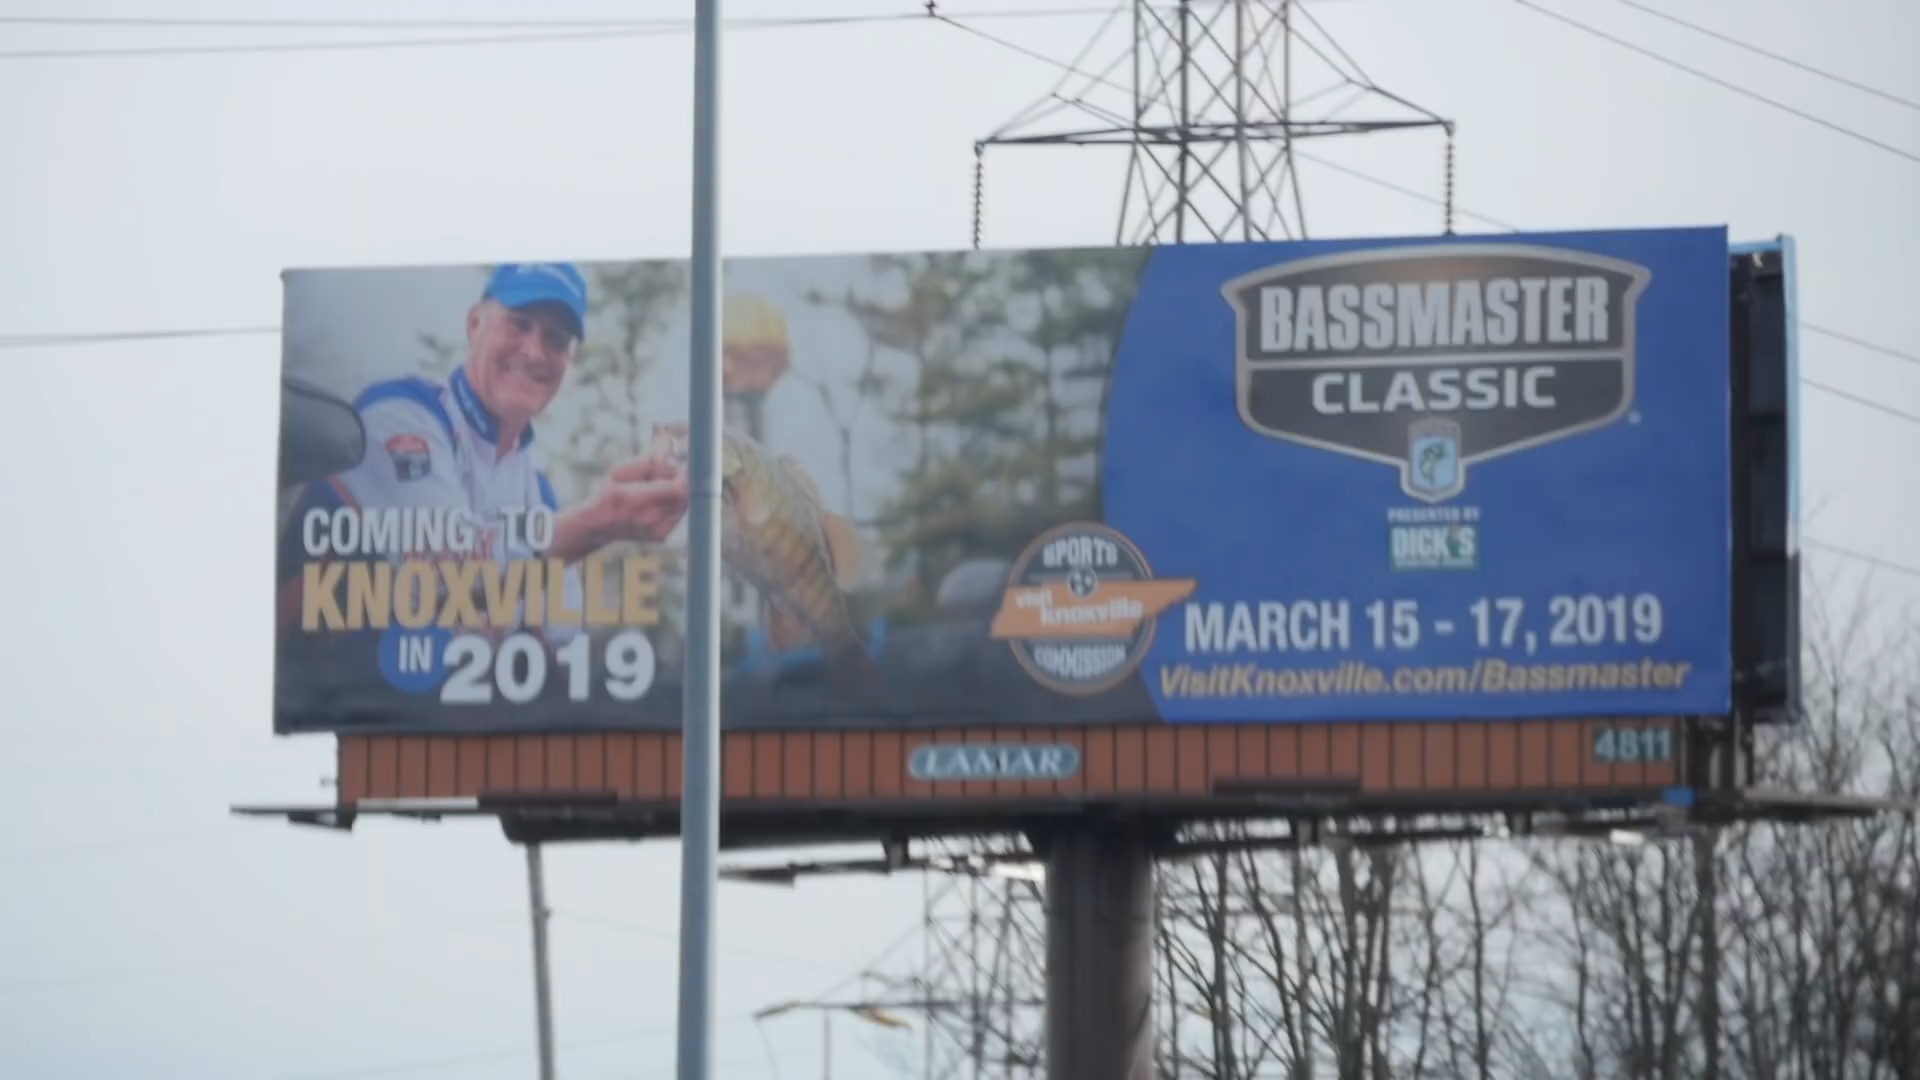 BASSMASTER
CLASSIC
PRESENTED BY
DICK'S
COMING TO
KNOXVILLE
IN 2019
SPORTS
visit
knoxville
COMMISSION
MARCH 15 - 17, 2019
VisitKnoxville.com/Bassmaster
LAMAR
4811